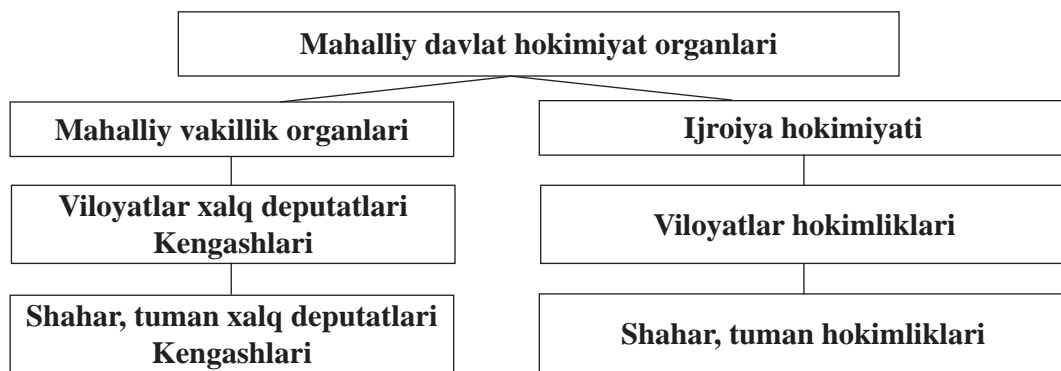 Mahalliy davlat hokimiyat organlari
Mahalliy vakillik organlari
Ijroiya hokimiyati
Viloyatlar xalq deputatlari
Kengashlari
Viloyatlar hokimliklari
Shahar, tuman xalq deputatlari
Kengashlari
Shahar, tuman hokimliklari